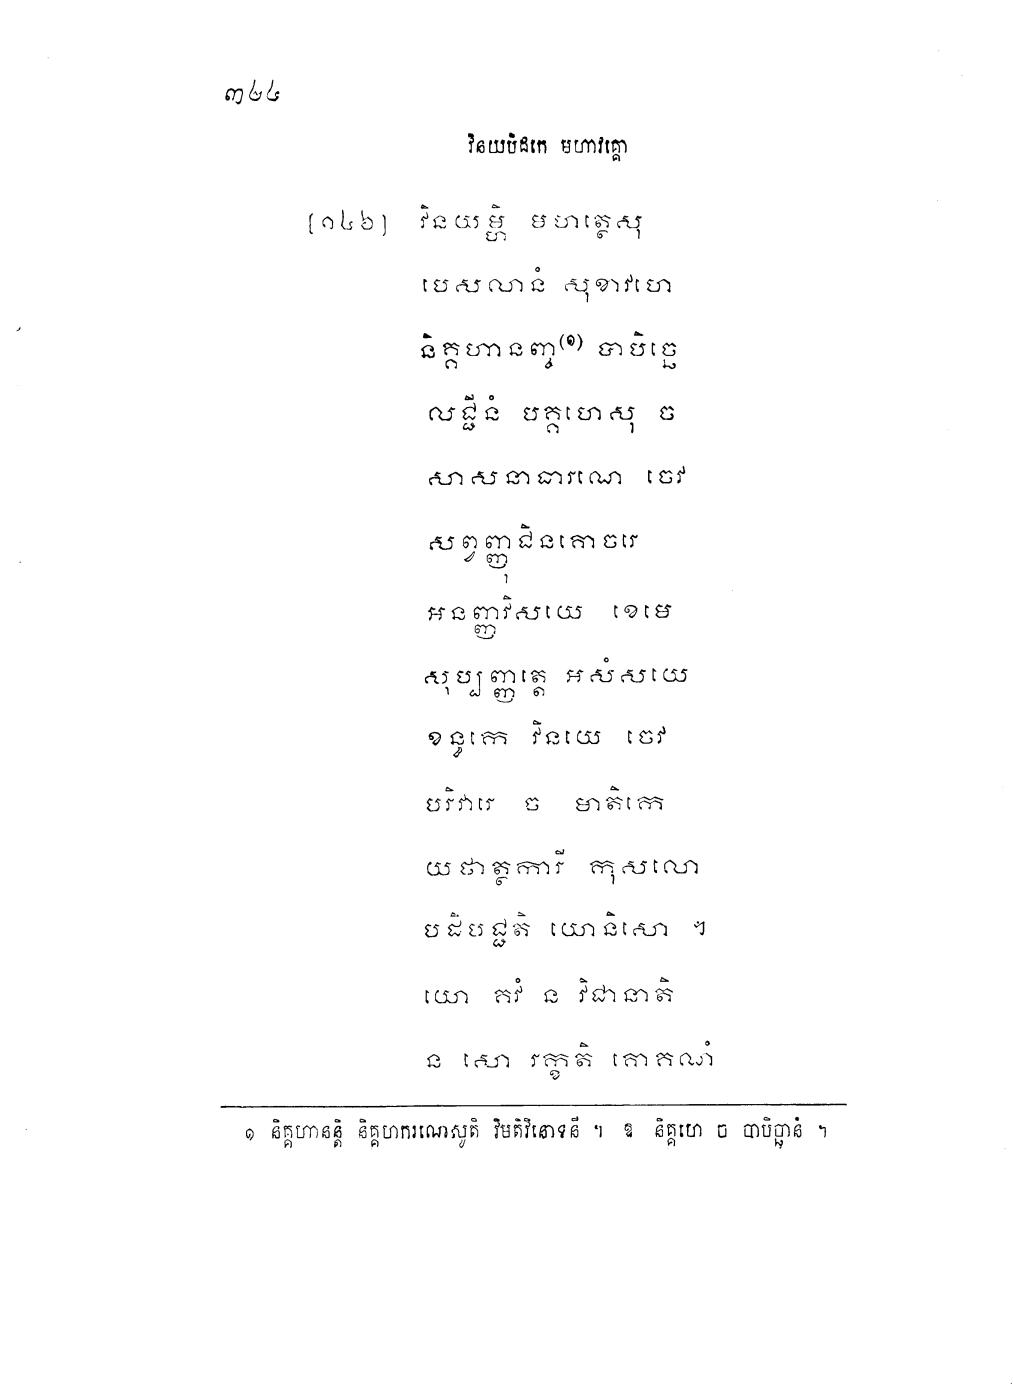 ៣៤៤
វិនយបិដកេ មហាវគ្គោ
[១៤៦] វិនយម្ហិ មហត្ថេសុ
បេសលានំ សុខាវហេ
និគ្គហានញ្ច(១) បាបិច្ឆេ
លជ្ជីនំ បគ្គហេសុ ច
សាសនាធារណេ ចេវ
សព្វញ្ញុជិនគោចរេ
អនញ្ញវិសយេ ខេមេ
សុប្បញ្ញត្តេ អសំសយេ
ខន្ធកេ វិនយេ ចេវ
បរិវារេ ច មាតិកេ
យថាត្ថការី កុសលោ
បដិបជ្ជតិ យោនិសោ ។
យោ គវំ ន វិជានាតិ
ន សោ រក្ខតិ គោគណំ
១ និគ្គហានន្តិ និគ្គហករណេសូតិ វិមតិវិនោទនី ។ ឱ និគ្គហេ ច បាបិច្ឆានំ ។